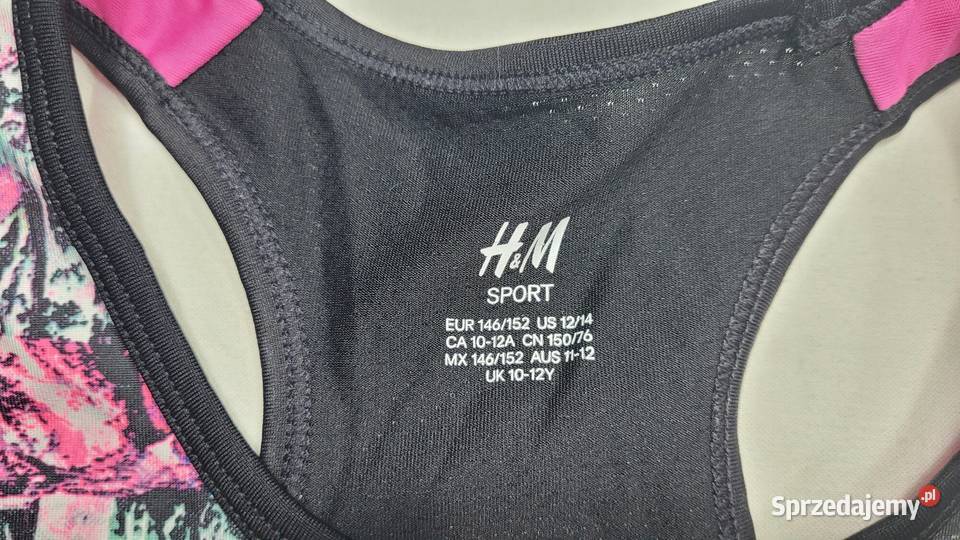 H&M
SPORT
EUR 146/152 US 12/14
CA 10-12A CN 150/76
MX 146/152 AUS 11-12
UK 10-12Y
Sprzedajemy.pl